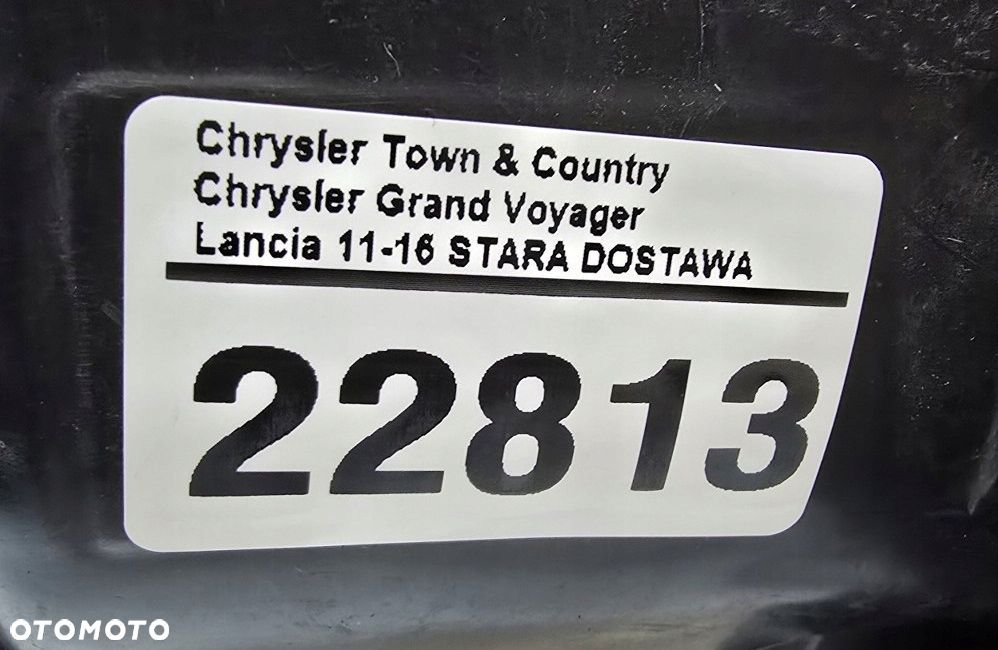 Chrysler Town & Country
Chrysler Grand Voyager
Lancia 11-16 STARA DOSTAWA
22813
OTOMOTO